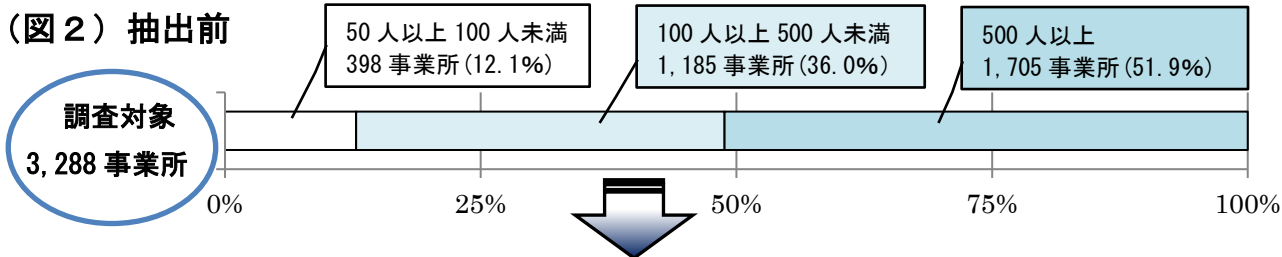 （図２）抽出前
50 人以上 100 人未満
398 事業所(12.1%)
100 人以上 500 人未満
1,185 事業所(36.0%)
500 人以上
1,705 事業所(51.9%)
調査対象
3,288 事業所
0%
25%
50%
75%
100%